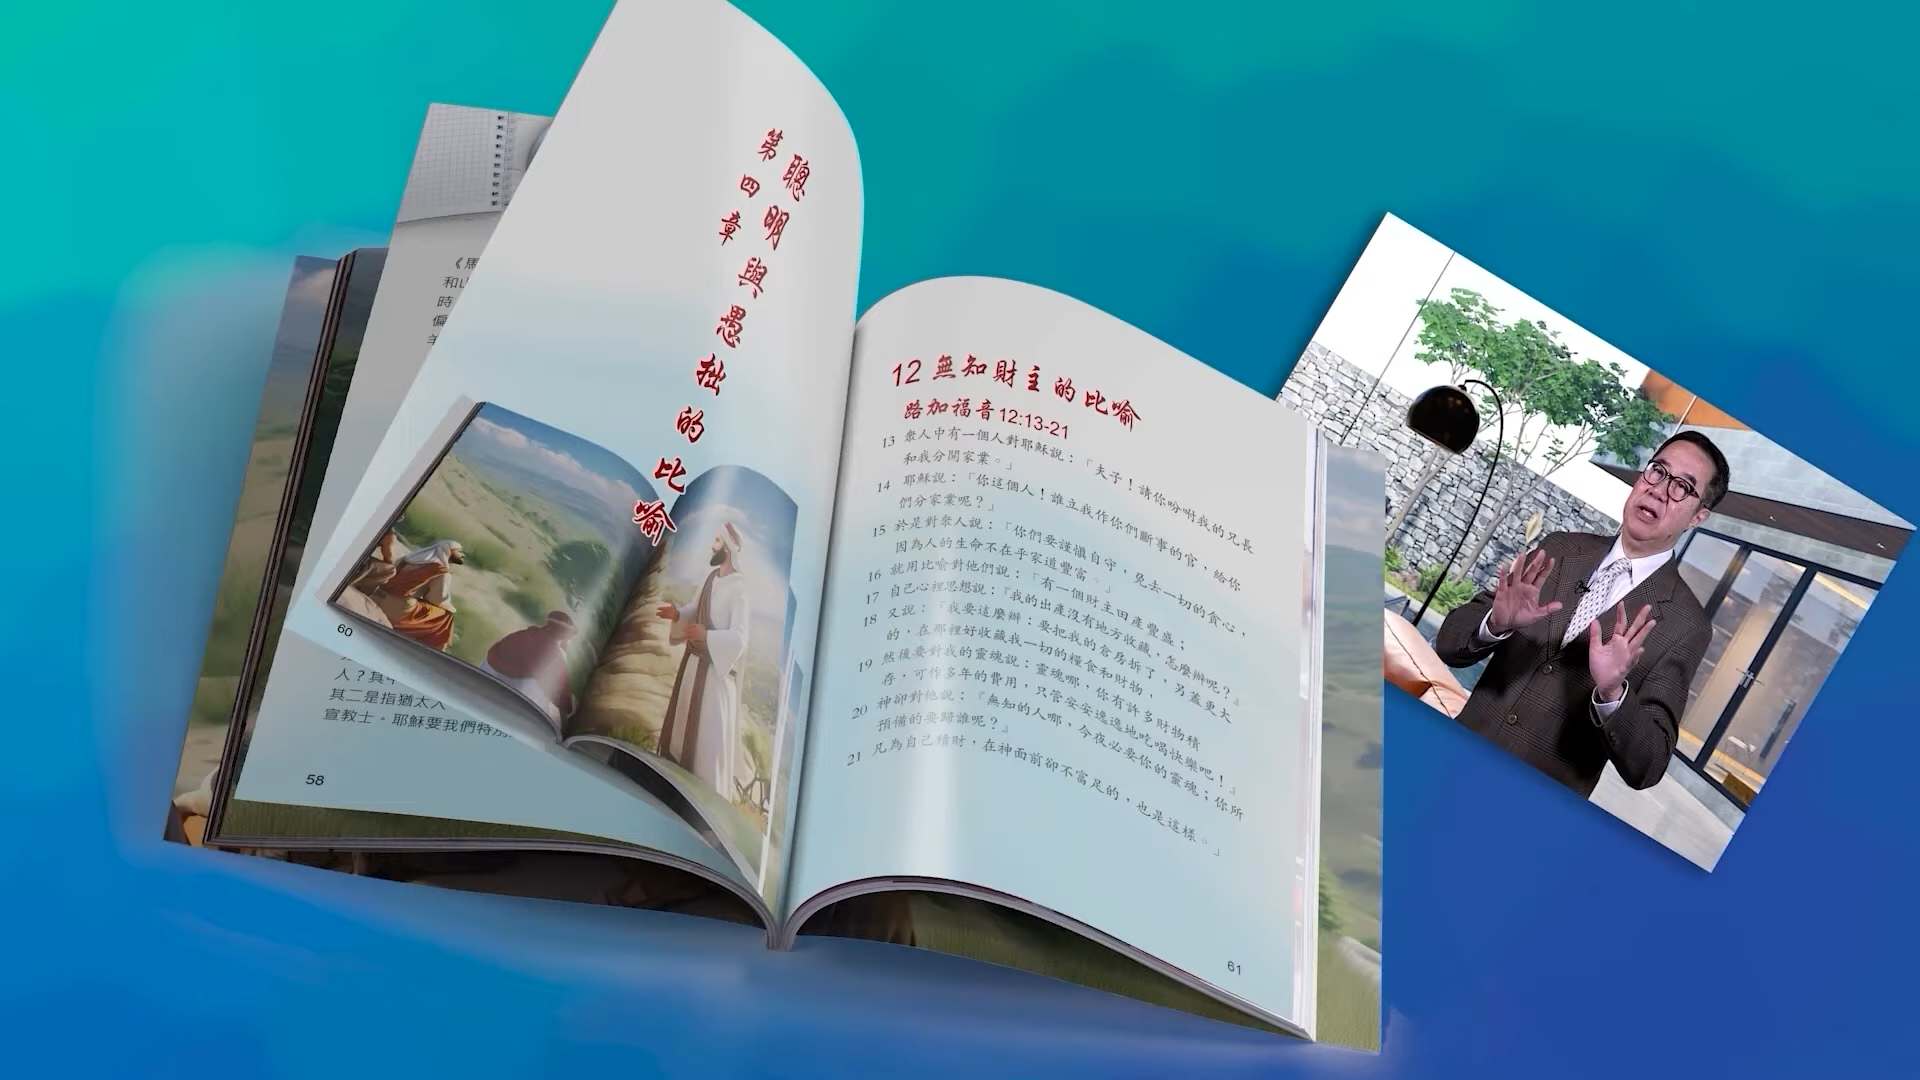 《馬
和山
時
偏
羊
人？其中
其二是指猶太人
宣教士。耶穌要我們特別
58
第四章
聰明與愚拙的比喻
60
12 無知財主的比喻
路加福音 12:13-21
13 眾人中有一個人對耶穌說：「夫子！請你吩咐我的兄長
和我分開家業。」
14 耶穌說：「你這個人！誰立我作你們斷事的官，給你
們分家業呢？」
15 於是對眾人說：「你們要謹慎自守，免去一切的貪心，
因為人的生命不在乎家道豐富。」
16 就用比喻對他們說：「有一個財主田產豐盛；
17 自己心裡思想說：『我的出產沒有地方收藏，怎麼辦呢？』
18 又說：『我要這麼辦：要把我的倉房拆了，另蓋更大
的，在那裡好收藏我一切的糧食和財物，
19 然後要對我的靈魂說：靈魂哪，你有許多財物積
存，可作多年的費用，只管安安逸逸地吃喝快樂吧！』
20 神卻對他說：『無知的人哪，今夜必要你的靈魂；你所
預備的要歸誰呢？』
21 凡為自己積財，在神面前卻不富足的，也是這樣。」
61